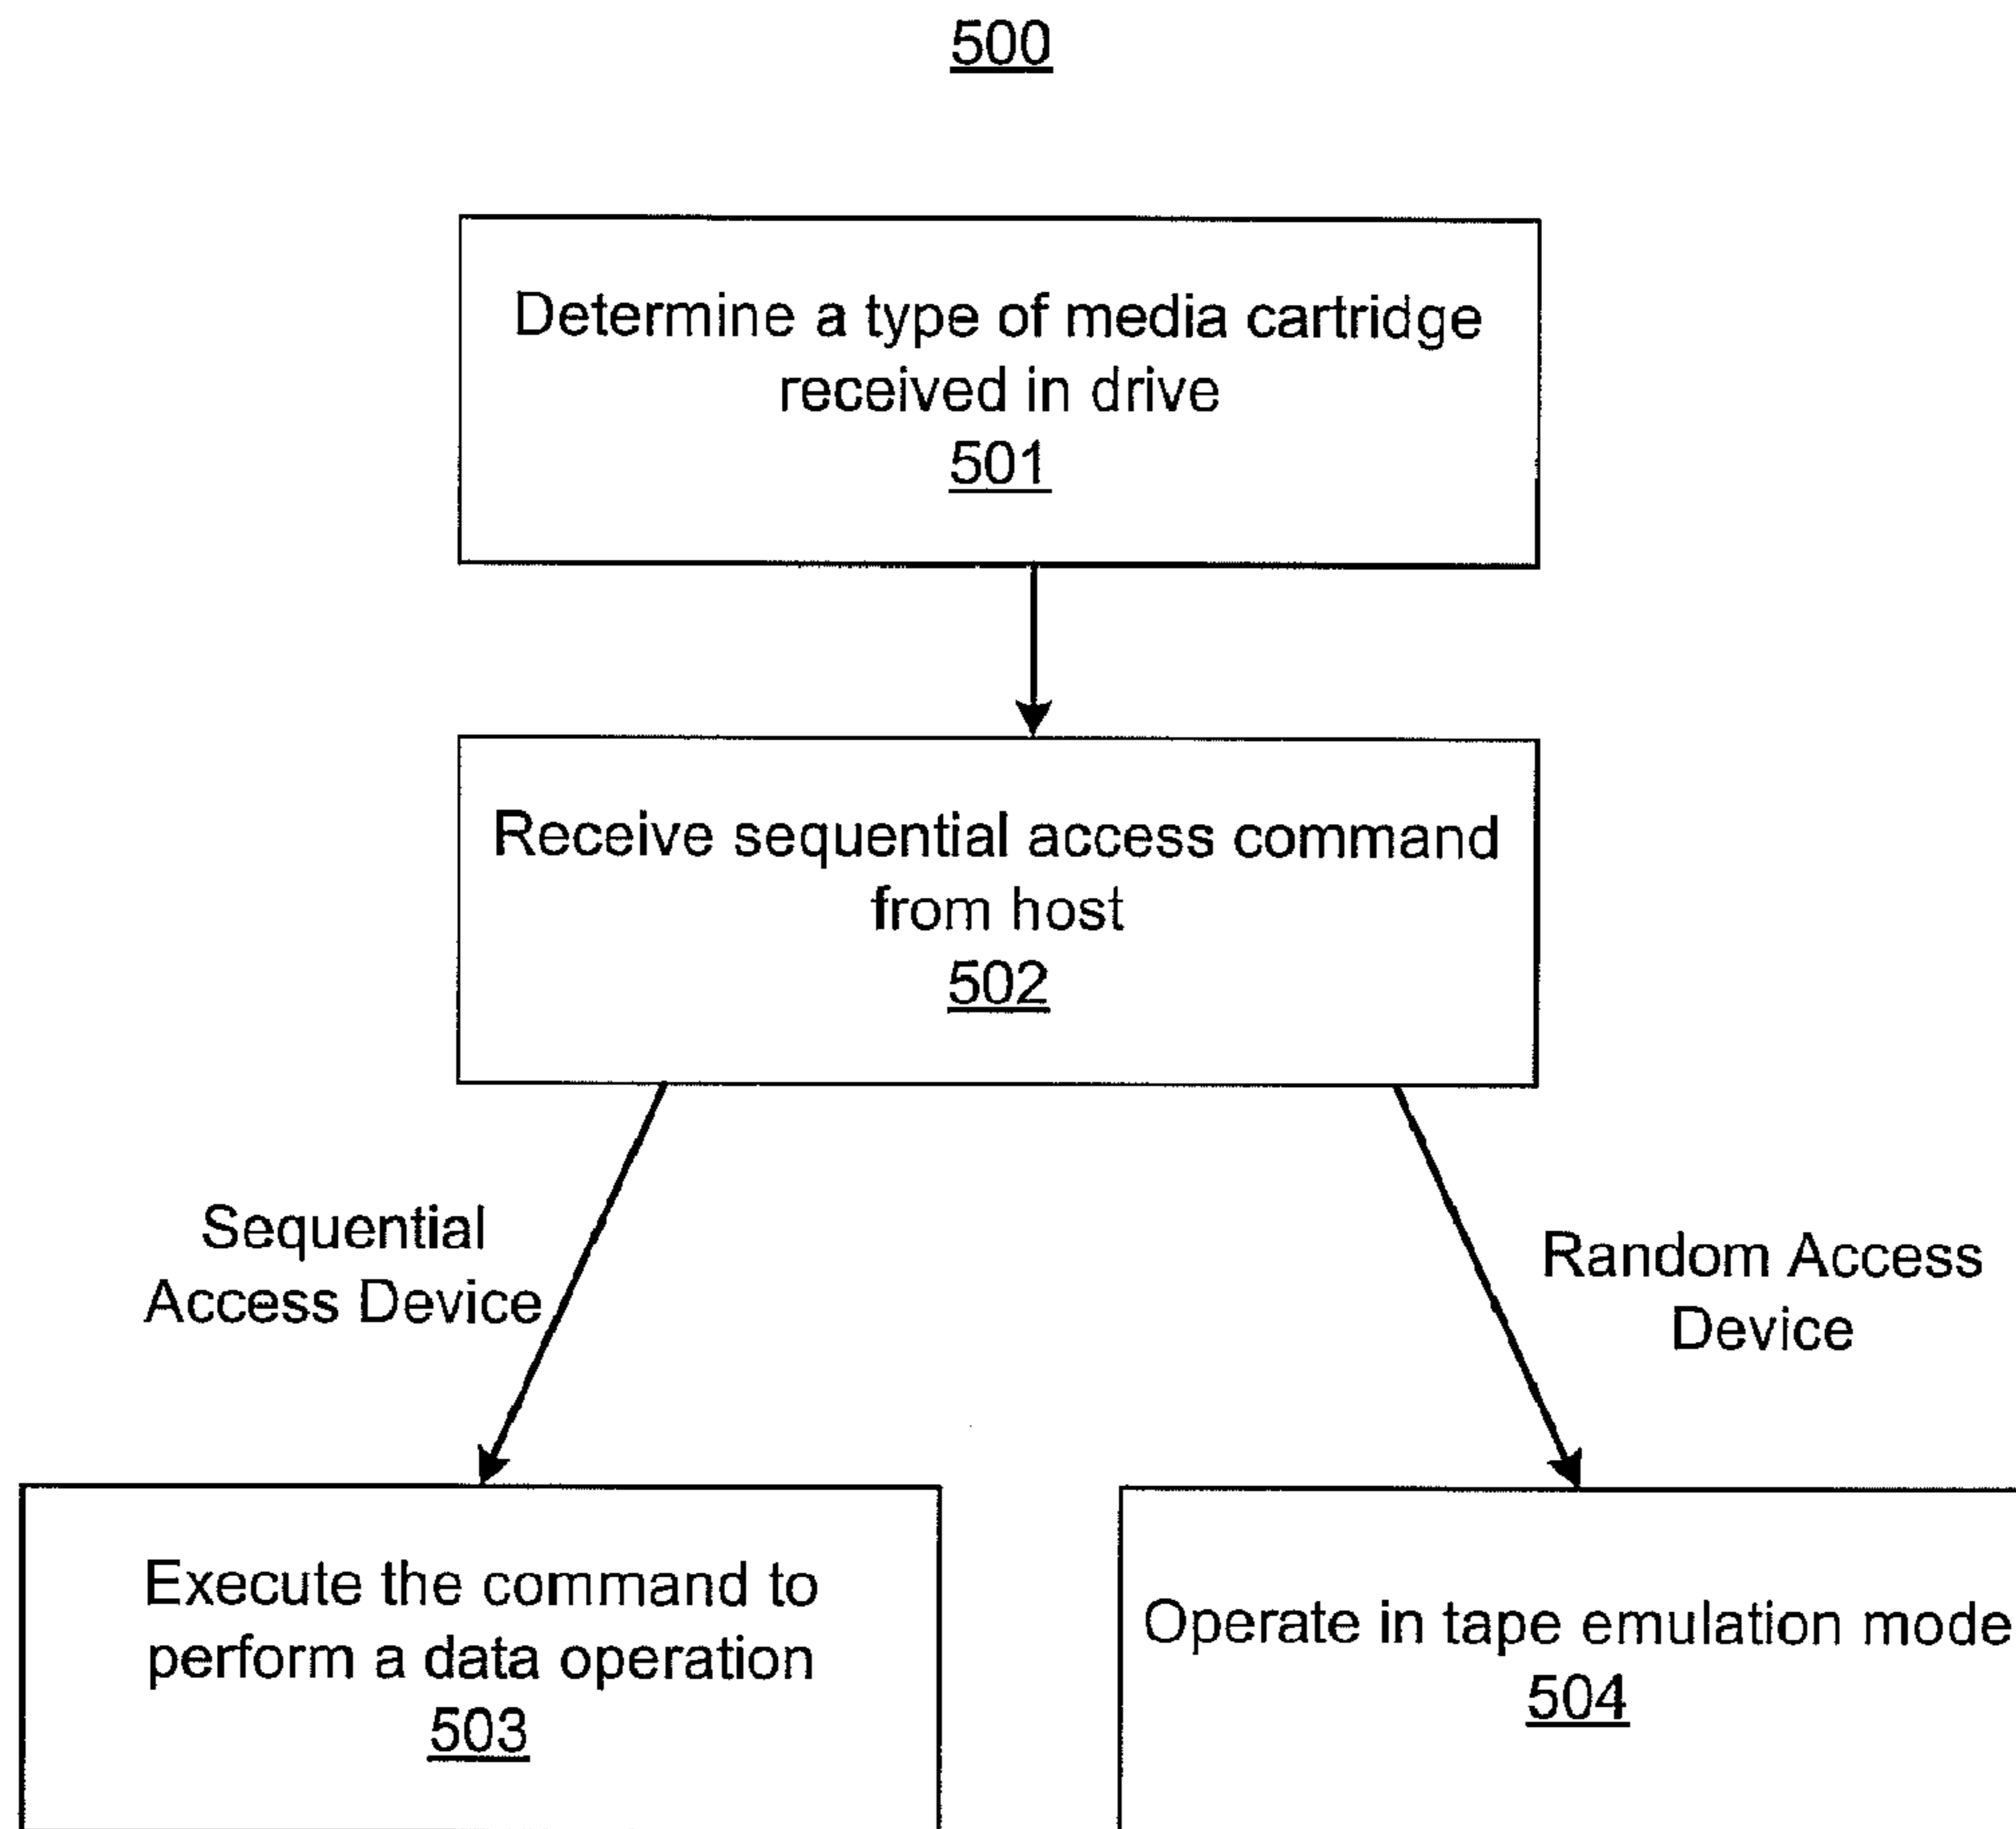 500
Determine a type of media cartridge
received in drive
501
Receive sequential access command
from host
502
Sequential
Access Device
Random Access
Device
Execute the command to
perform a data operation
503
Operate in tape emulation mode
504